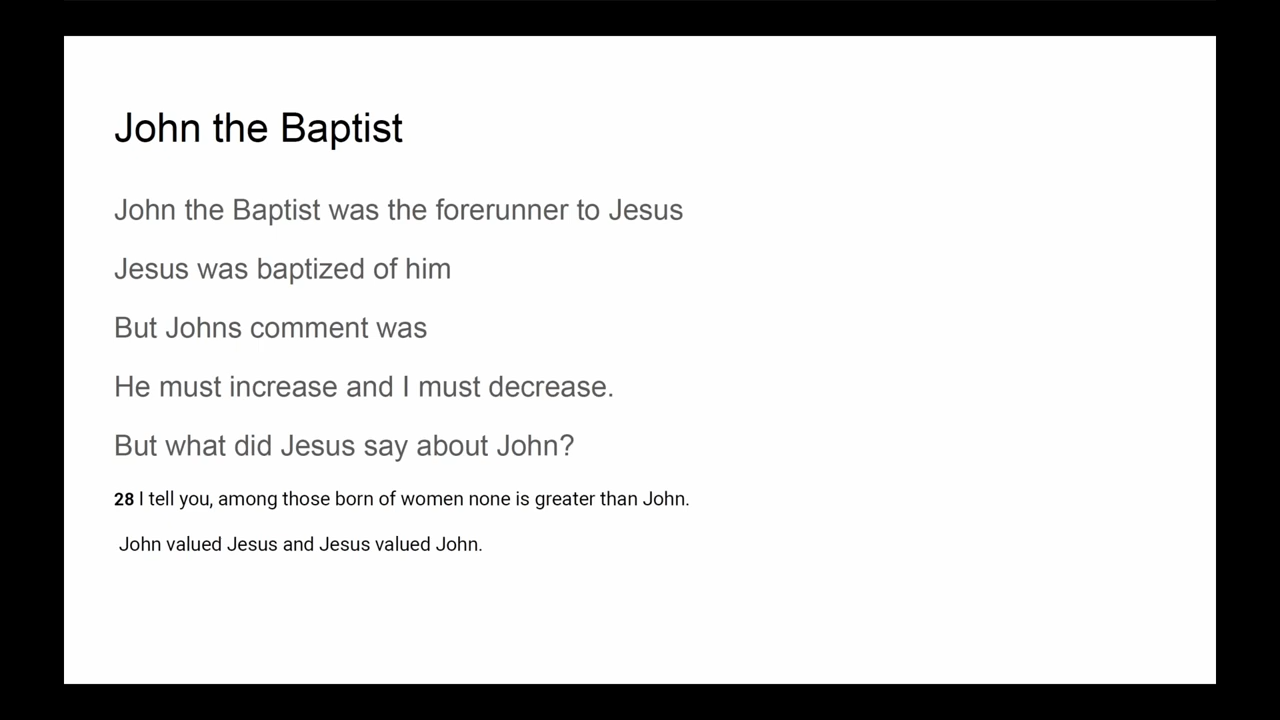 John the Baptist
John the Baptist was the forerunner to Jesus
Jesus was baptized of him
But Johns comment was
He must increase and I must decrease.
But what did Jesus say about John?
28 I tell you, among those born of women none is greater than John.
John valued Jesus and Jesus valued John.